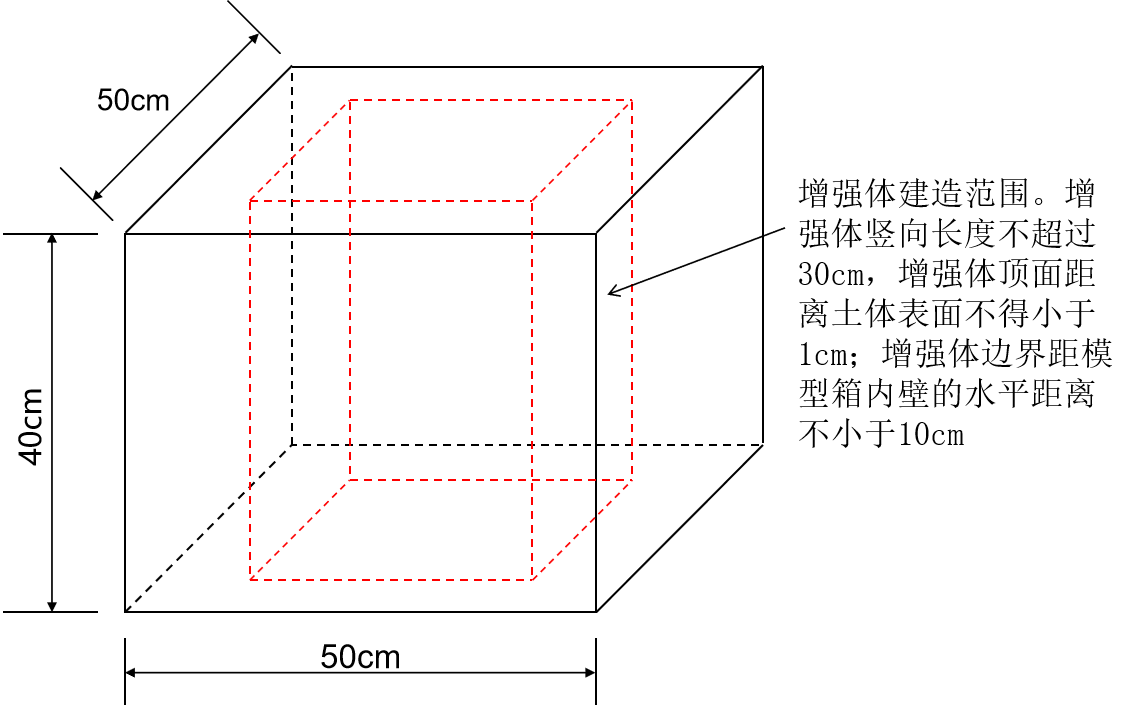 50cm
增强体建造范围。增
强体竖向长度不超过
30cm，增强体顶面距
离土体表面不得小于
1cm；增强体边界距模
型箱内壁的水平距离
不小于10cm
40cm
50cm